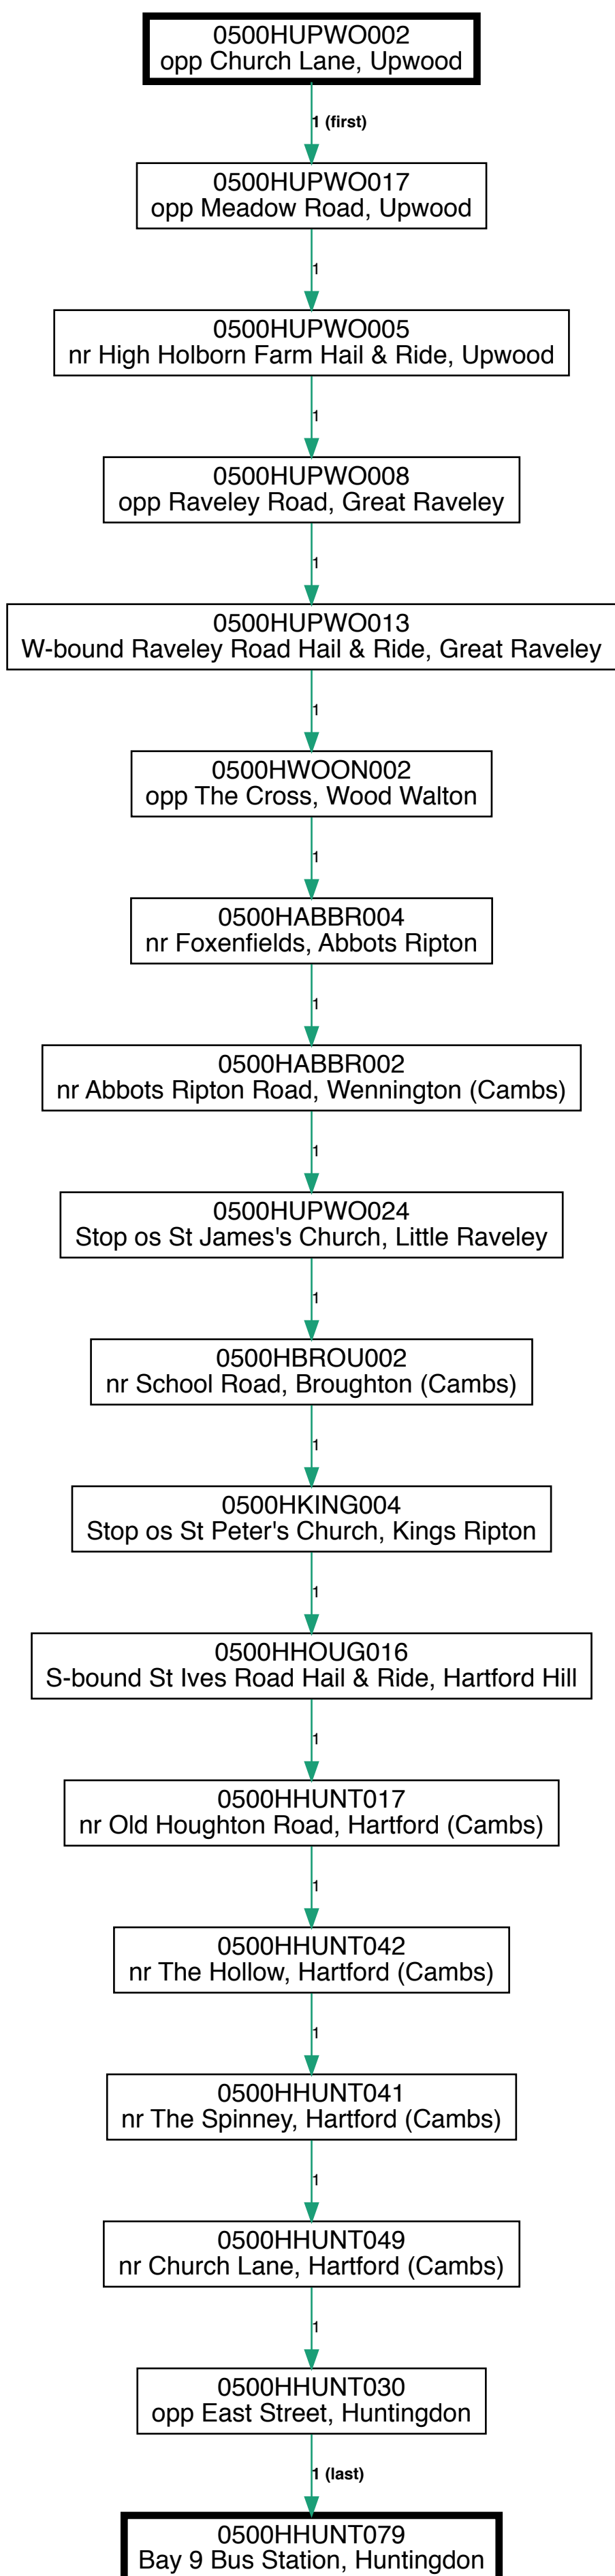 0500HUPWO002
opp Church Lane, Upwood
1 (first)
0500HUPWO017
opp Meadow Road, Upwood
1
0500HUPWO005
nr High Holborn Farm Hail & Ride, Upwood
1
0500HUPWO008
opp Raveley Road, Great Raveley
1
0500HUPWO013
W-bound Raveley Road Hail & Ride, Great Raveley
1
0500HWOON002
opp The Cross, Wood Walton
1
0500HABBR004
nr Foxenfields, Abbots Ripton
1
0500HABBR002
nr Abbots Ripton Road, Wennington (Cambs)
1
0500HUPWO024
Stop os St James's Church, Little Raveley
1
0500HBROU002
nr School Road, Broughton (Cambs)
1
0500HKING004
Stop os St Peter's Church, Kings Ripton
1
0500HHOUG016
S-bound St Ives Road Hail & Ride, Hartford Hill
1
0500HHUNT017
nr Old Houghton Road, Hartford (Cambs)
1
0500HHUNT042
nr The Hollow, Hartford (Cambs)
1
0500HHUNT041
nr The Spinney, Hartford (Cambs)
1
0500HHUNT049
nr Church Lane, Hartford (Cambs)
1
0500HHUNT030
opp East Street, Huntingdon
1 (last)
0500HHUNT079
Bay 9 Bus Station, Huntingdon